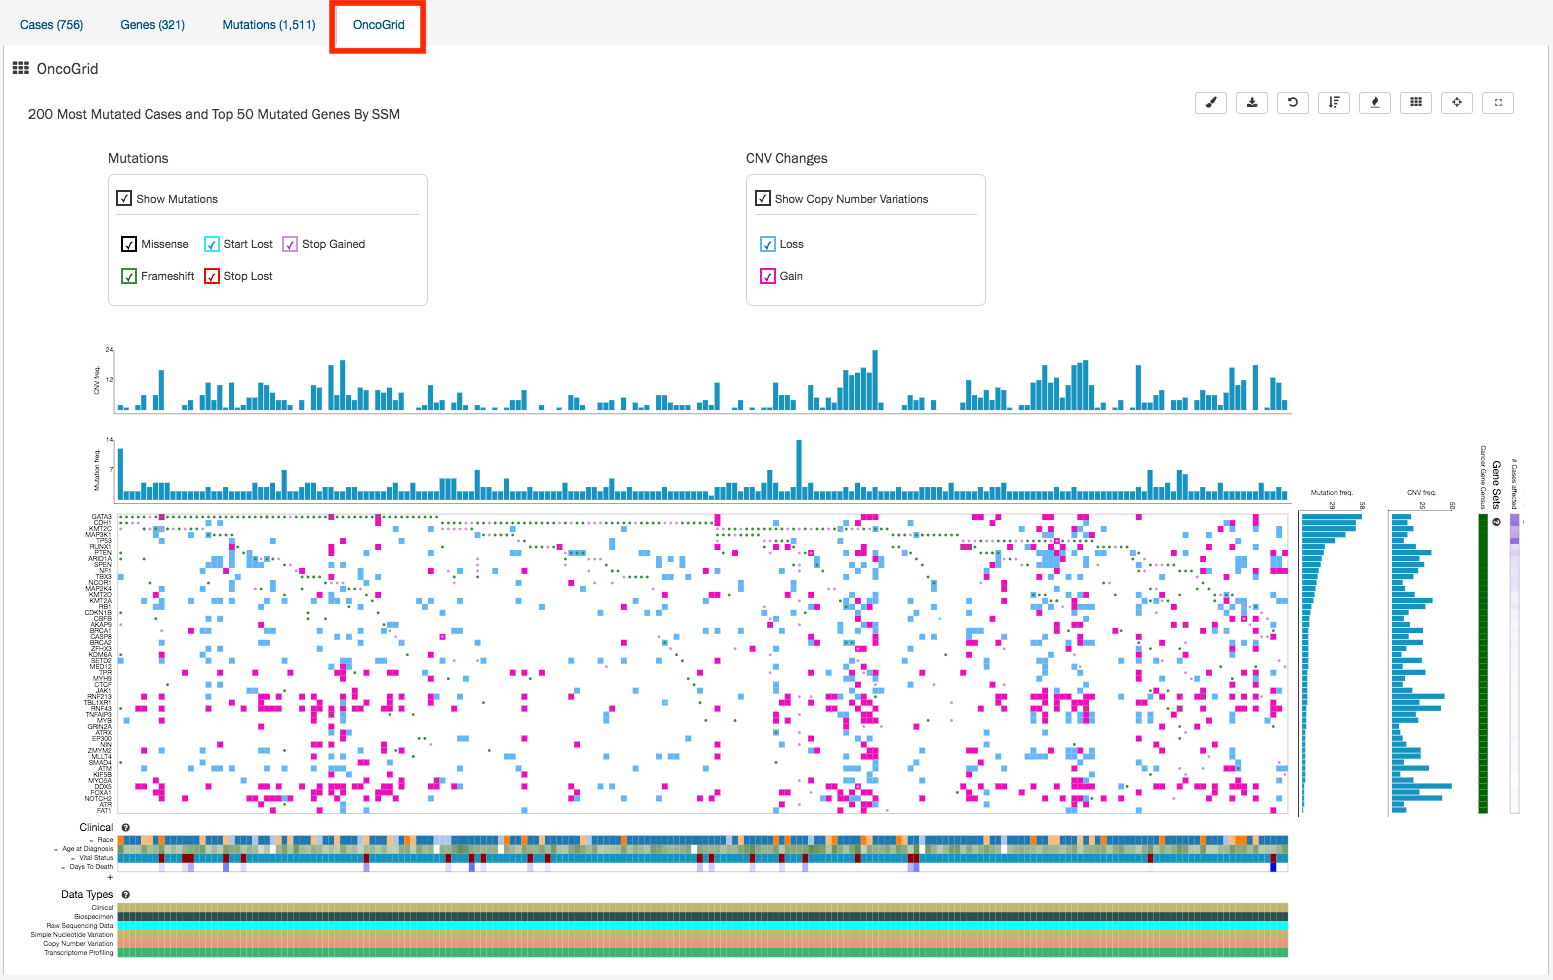 Cases (756) Genes (321) Mutations (1,511) OncoGrid
OncoGrid
200 Most Mutated Cases and Top 50 Mutated Genes By SSM
Mutations
Show Mutations
Missense Start Lost Stop Gained
Frameshift Stop Lost
CNV Changes
Show Copy Number Variations
Loss
Gain
CNV freq.
24
12
Mutation freq.
14
7
Mutation freq.
29
58
CNV freq.
25
50
Cancer Gene Census
Gene Sets
# Cases affected
GATA3
CDH1
KMT2C
MAP3K1
TP53
RUNX1
PTEN
ARID1A
SPEN
NF1
TBX3
NCOR1
MAP2K4
KMT2D
KMT2A
RB1
CDKN1B
CBFB
AKAP9
BRCA1
CASP8
BRCA2
ZFHX3
KDM6A
SETD2
MED12
TPR
MYH9
CTCF
JAK1
RNF213
TBL1XR1
RNF43
TNFAIP3
MYB
GRIN2A
ATRX
EP300
NIN
ZMYM2
MLLT4
SMAD4
ATM
KIF5B
MYO5A
DDX5
FOXA1
NOTCH2
ATR
FAT1
Clinical
- Race
- Age at Diagnosis
- Vital Status
- Days To Death
+
Data Types
Clinical
Biospecimen
Raw Sequencing Data
Simple Nucleotide Variation
Copy Number Variation
Transcriptome Profiling